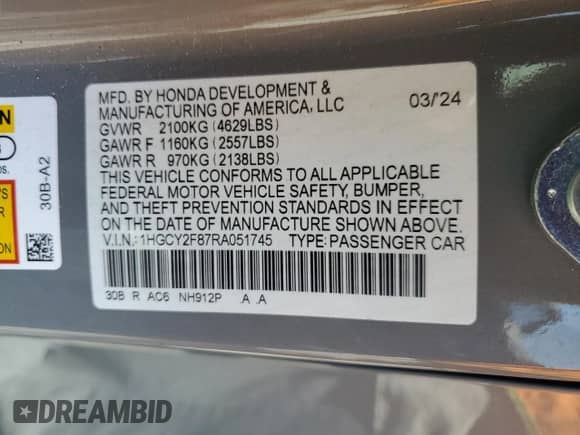 MFD. BY HONDA DEVELOPMENT &
MANUFACTURING OF AMERICA, LLC 03/'24
GVWR 2100KG (4629LBS)
GAWR F 1160KG (2557LBS)
GAWR R 970KG (2138LBS)
THIS VEHICLE CONFORMS TO ALL APPLICABLE
FEDERAL MOTOR VEHICLE SAFETY, BUMPER,
AND THEFT PREVENTION STANDARDS IN EFFECT
ON THE DATE OF MANUFACTURE SHOWN ABOVE.
V.I.N.: 1HGCY2F87RA051745 TYPE: PASSENGER CAR
30B R AC6 NH912P .A .A
30B-A2
DREAMBID